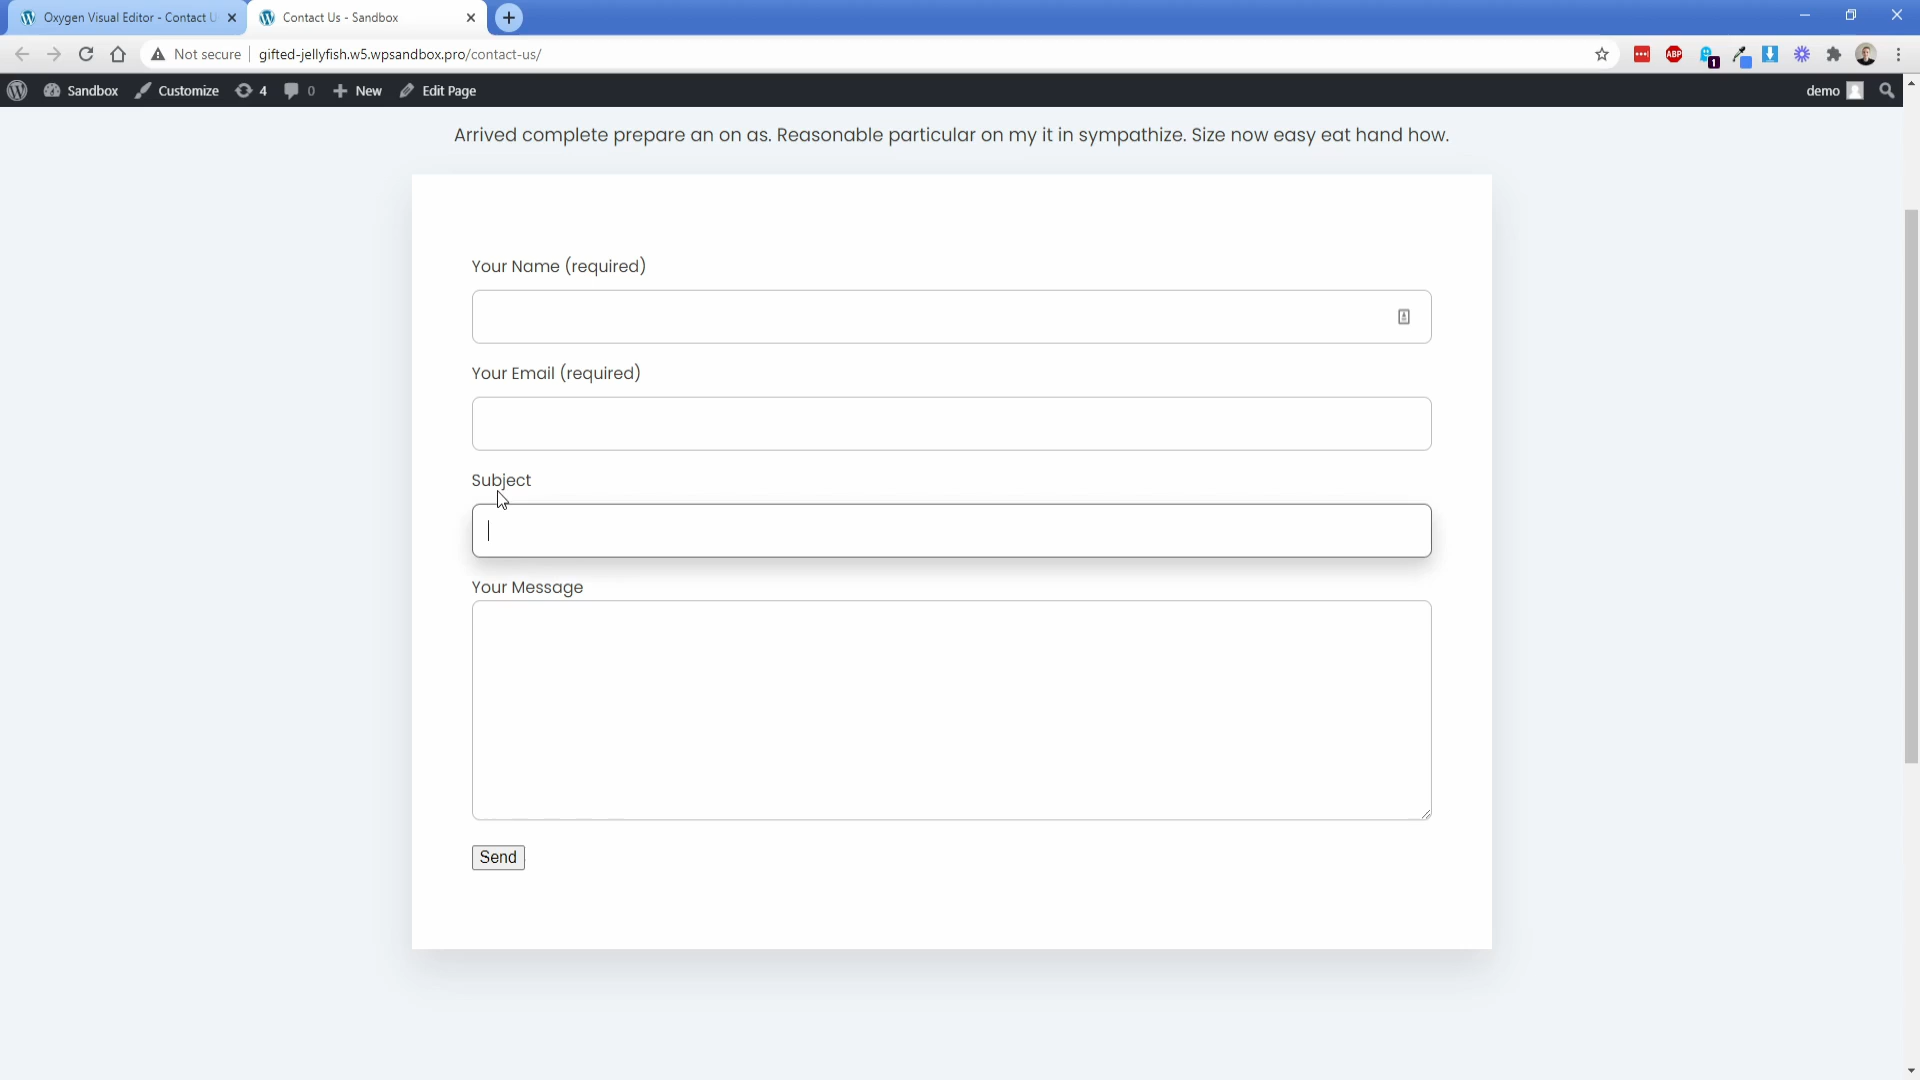 Oxygen Visual Editor - Contact U
Contact Us - Sandbox
Not secure
gifted-jellyfish.w5.wpsandbox.pro/contact-us/
ABP
1
Sandbox
Customize
4
0
New
Edit Page
demo
Arrived complete prepare an on as. Reasonable particular on my it in sympathize. Size now easy eat hand how.
Your Name (required)
Your Email (required)
Subject
Your Message
Send